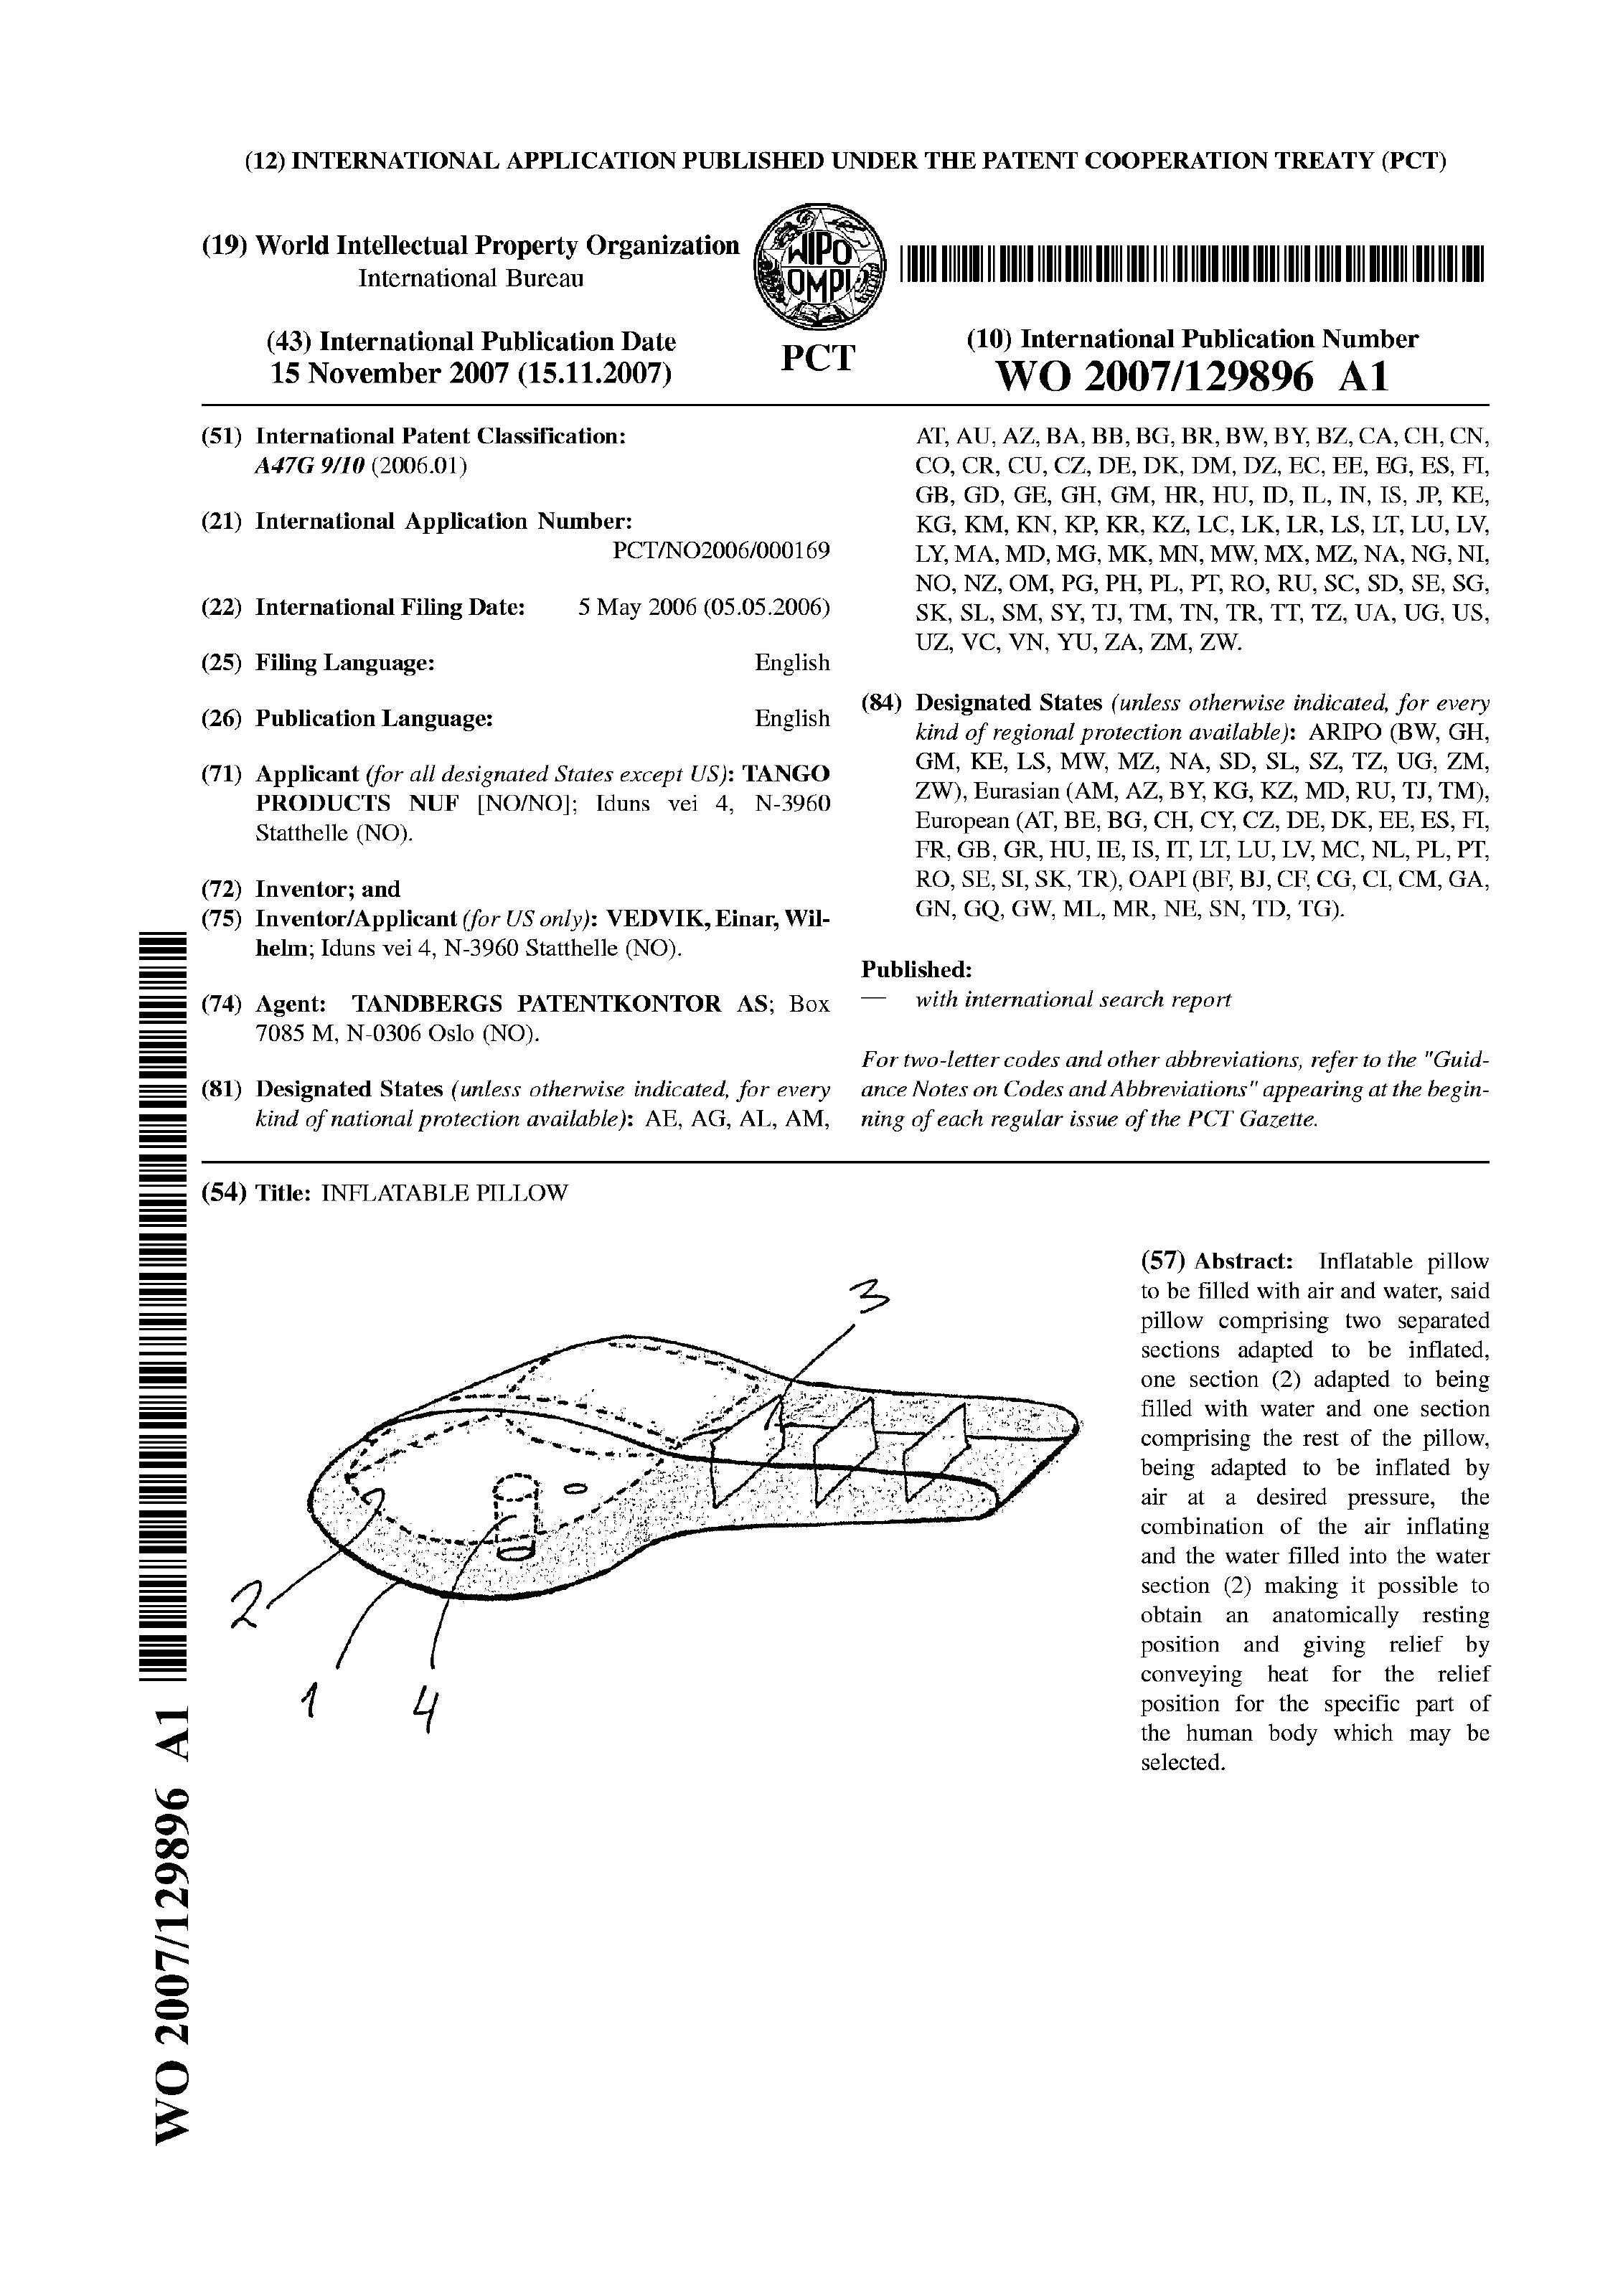 (12) INTERNATIONAL APPLICATION PUBLISHED UNDER THE PATENT COOPERATION TREATY (PCT)
(19) World Intellectual Property Organization
International Bureau
WIPO
OMPI
PCT
(43) International Publication Date
15 November 2007 (15.11.2007)
(10) International Publication Number
WO 2007/129896 A1
(51) International Patent Classification:
A47G 9/10 (2006.01)
(21) International Application Number:
PCT/NO2006/000169
(22) International Filing Date: 5 May 2006 (05.05.2006)
(25) Filing Language: English
(26) Publication Language: English
(71) Applicant (for all designated States except US): TANGO
PRODUCTS NUF [NO/NO]; Iduns vei 4, N-3960
Statthelle (NO).
(72) Inventor; and
(75) Inventor/Applicant (for US only): VEDVIK, Einar, Wil-
helm; Iduns vei 4, N-3960 Statthelle (NO).
(74) Agent: TANDBERGS PATENTKONTOR AS; Box
7085 M, N-0306 Oslo (NO).
(81) Designated States (unless otherwise indicated, for every
kind of national protection available): AE, AG, AL, AM,
AT, AU, AZ, BA, BB, BG, BR, BW, BY, BZ, CA, CH, CN,
CO, CR, CU, CZ, DE, DK, DM, DZ, EC, EE, EG, ES, FI,
GB, GD, GE, GH, GM, HR, HU, ID, IL, IN, IS, JP, KE,
KG, KM, KN, KP, KR, KZ, LC, LK, LR, LS, LT, LU, LV,
LY, MA, MD, MG, MK, MN, MW, MX, MZ, NA, NG, NI,
NO, NZ, OM, PG, PH, PL, PT, RO, RU, SC, SD, SE, SG,
SK, SL, SM, SY, TJ, TM, TN, TR, TT, TZ, UA, UG, US,
UZ, VC, VN, YU, ZA, ZM, ZW.
(84) Designated States (unless otherwise indicated, for every
kind of regional protection available): ARIPO (BW, GH,
GM, KE, LS, MW, MZ, NA, SD, SL, SZ, TZ, UG, ZM,
ZW), Eurasian (AM, AZ, BY, KG, KZ, MD, RU, TJ, TM),
European (AT, BE, BG, CH, CY, CZ, DE, DK, EE, ES, FI,
FR, GB, GR, HU, IE, IS, IT, LT, LU, LV, MC, NL, PL, PT,
RO, SE, SI, SK, TR), OAPI (BF, BJ, CF, CG, CI, CM, GA,
GN, GQ, GW, ML, MR, NE, SN, TD, TG).
Published:
— with international search report
For two-letter codes and other abbreviations, refer to the "Guid-
ance Notes on Codes and Abbreviations" appearing at the begin-
ning of each regular issue of the PCT Gazette.
(54) Title: INFLATABLE PILLOW
3
2
1
4
(57) Abstract: Inflatable pillow
to be filled with air and water, said
pillow comprising two separated
sections adapted to be inflated,
one section (2) adapted to being
filled with water and one section
comprising the rest of the pillow,
being adapted to be inflated by
air at a desired pressure, the
combination of the air inflating
and the water filled into the water
section (2) making it possible to
obtain an anatomically resting
position and giving relief by
conveying heat for the relief
position for the specific part of
the human body which may be
selected.
WO 2007/129896 A1